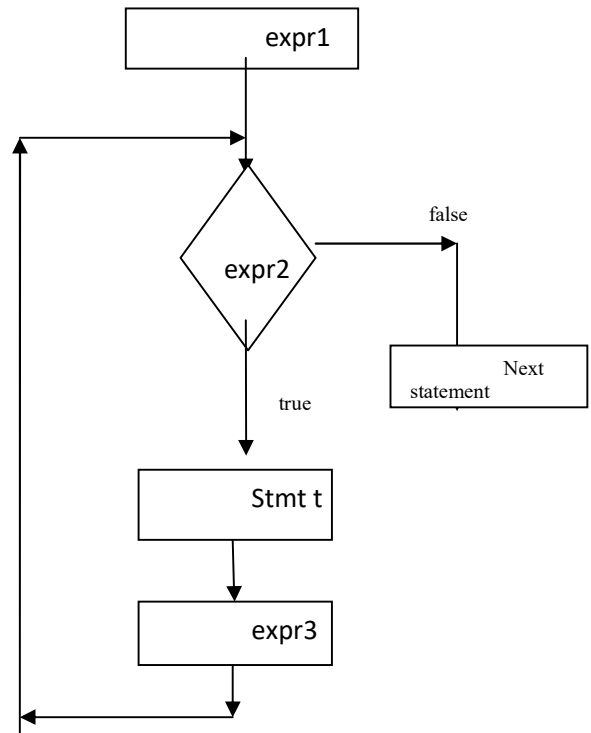 expr1
false
expr2
Next
statement
true
Stmt t
expr3